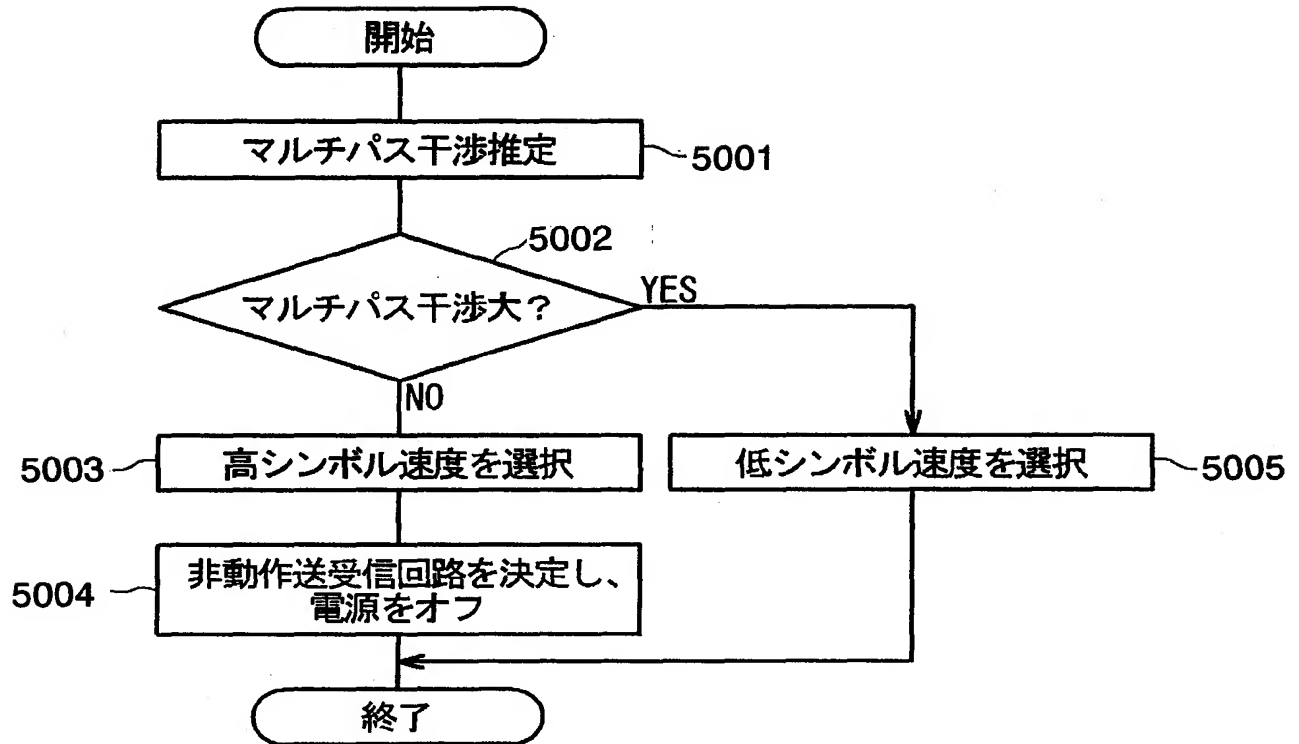 開始
マルチパス干渉推定
5001
5002
マルチパス干渉大?
YES
NO
5003
高シンボル速度を選択
低シンボル速度を選択
5005
5004
非動作送受信回路を決定し、
電源をオフ
終了